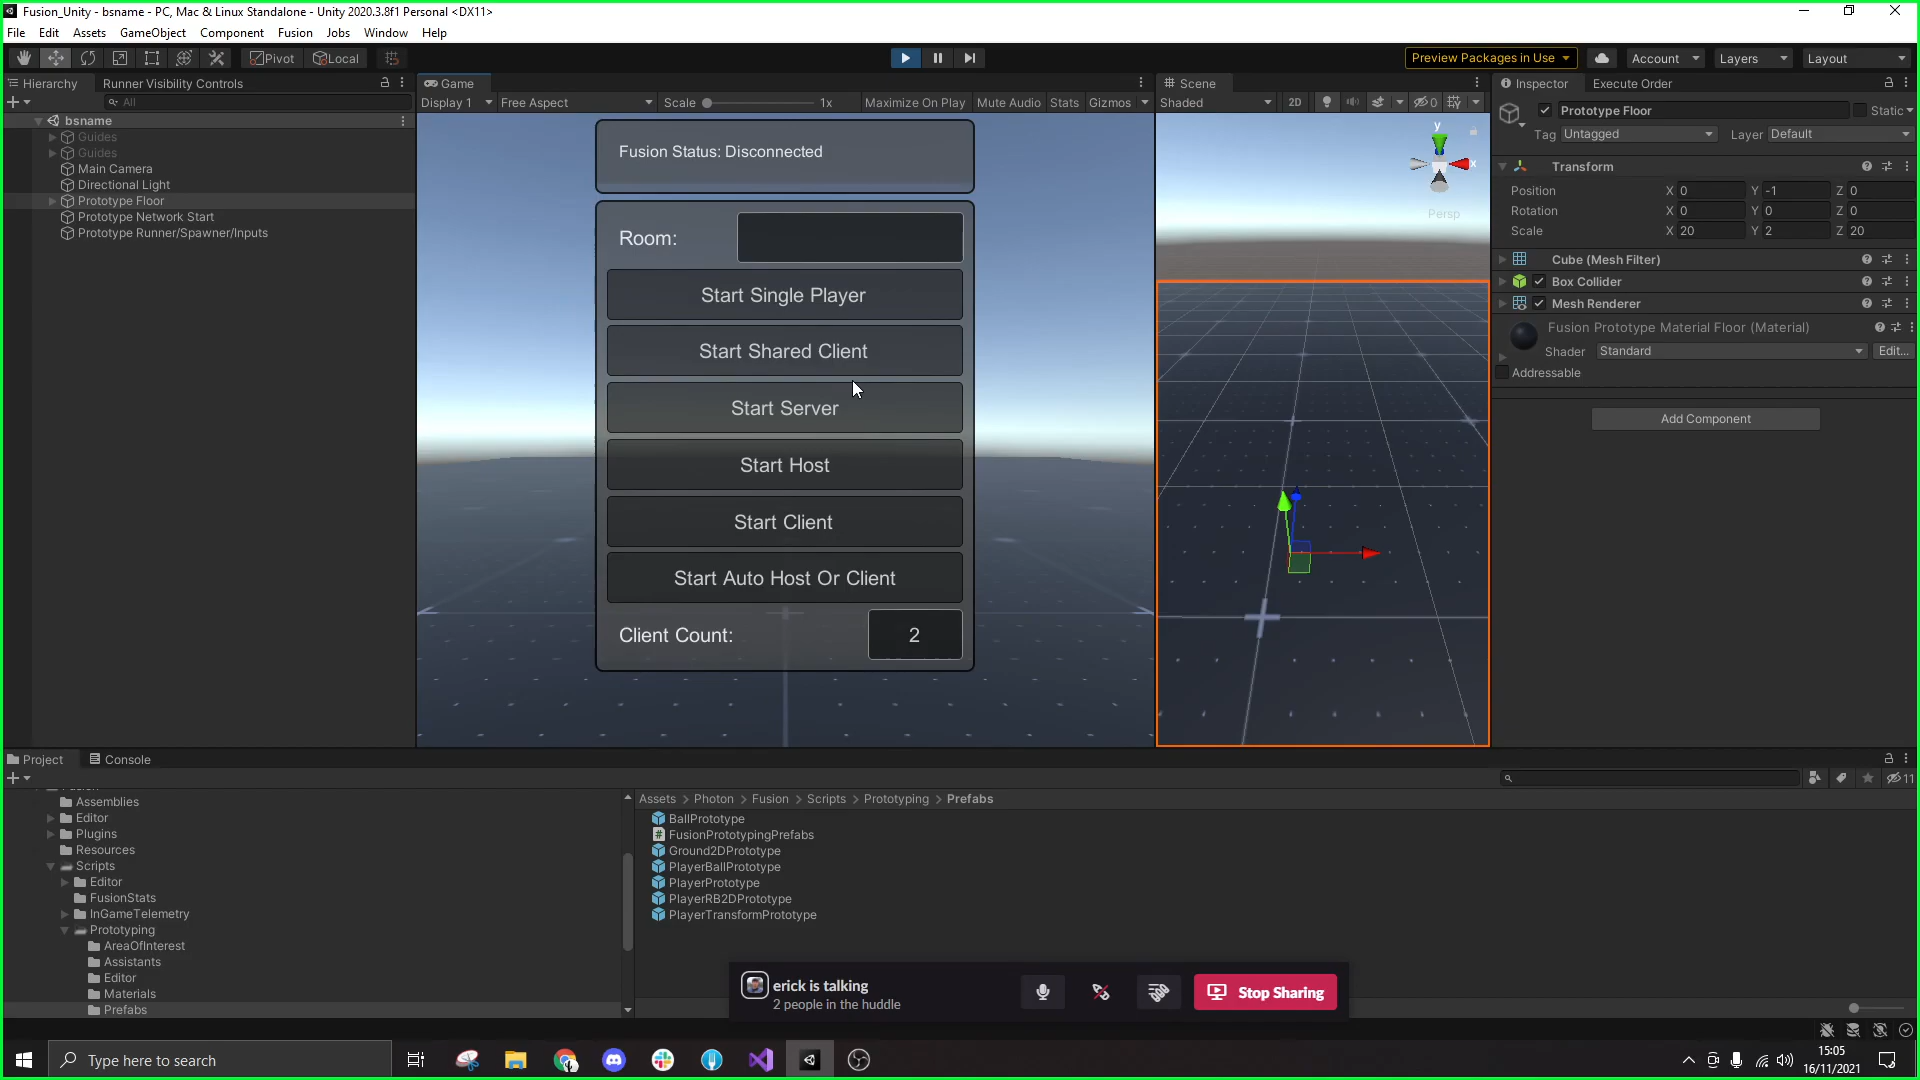 Fusion_Unity - bsname - PC, Mac & Linux Standalone - Unity 2020.3.8f1 Personal <DX11>
File Edit Assets GameObject Component Fusion Jobs Window Help
Pivot Local
Preview Packages in Use
Account
Layers
Layout
Hierarchy
Runner Visibility Controls
All
bsname
Guides
Guides
Main Camera
Directional Light
Prototype Floor
Prototype Network Start
Prototype Runner/Spawner/Inputs
Game
Display 1 Free Aspect Scale 1x Maximize On Play Mute Audio Stats Gizmos
Fusion Status: Disconnected
Room:
Start Single Player
Start Shared Client
Start Server
Start Host
Start Client
Start Auto Host Or Client
Client Count: 2
Scene
Shaded 2D 0
y
x
Persp
Inspector
Execute Order
Prototype Floor Static
Tag Untagged Layer Default
Transform
Position X 0 Y -1 Z 0
Rotation X 0 Y 0 Z 0
Scale X 20 Y 2 Z 20
Cube (Mesh Filter)
Box Collider
Mesh Renderer
Fusion Prototype Material Floor (Material)
Shader Standard Edit...
Addressable
Add Component
Project
Console
11
Assemblies
Editor
Plugins
Resources
Scripts
Editor
FusionStats
InGameTelemetry
Prototyping
AreaOfInterest
Assistants
Editor
Materials
Prefabs
Assets > Photon > Fusion > Scripts > Prototyping > Prefabs
BallPrototype
FusionPrototypingPrefabs
Ground2DPrototype
PlayerBallPrototype
PlayerPrototype
PlayerRB2DPrototype
PlayerTransformPrototype
erick is talking
2 people in the huddle
Stop Sharing
Type here to search
15:05
16/11/2021